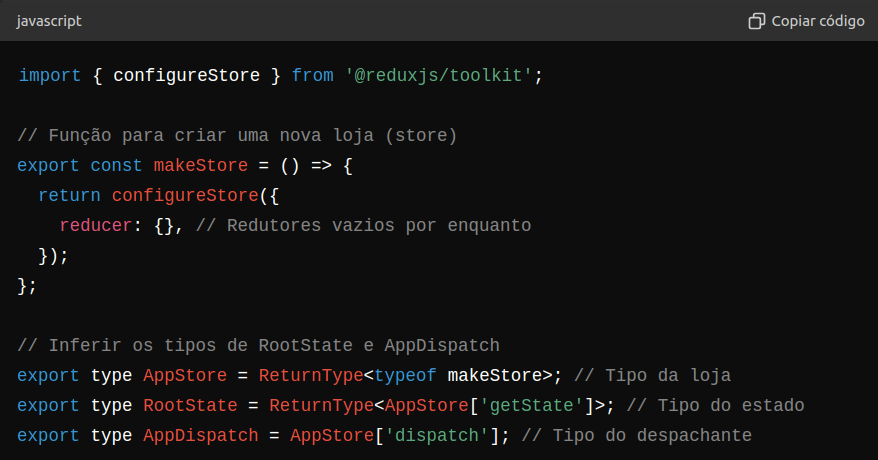 javascript
Copiar código
import { configureStore } from '@reduxjs/toolkit';
// Função para criar uma nova loja (store)
export const makeStore = () => {
  return configureStore({
    reducer: {}, // Redutores vazios por enquanto
  });
};
// Inferir os tipos de RootState e AppDispatch
export type AppStore = ReturnType<typeof makeStore>; // Tipo da loja
export type RootState = ReturnType<AppStore['getState']>; // Tipo do estado
export type AppDispatch = AppStore['dispatch']; // Tipo do despachante